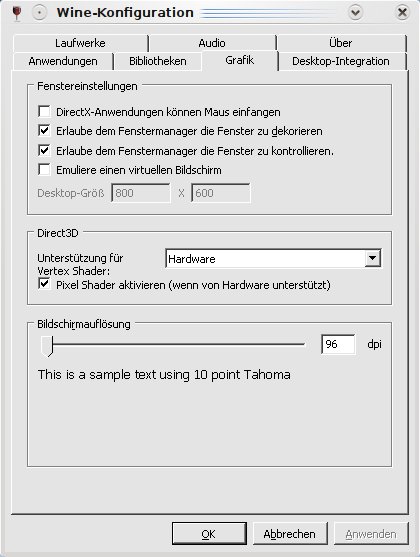 Wine-Konfiguration
Laufwerke Audio Über
Anwendungen Bibliotheken Grafik Desktop-Integration
Fenstereinstellungen
DirectX-Anwendungen können Maus einfangen
Erlaube dem Fenstermanager die Fenster zu dekorieren
Erlaube dem Fenstermanager die Fenster zu kontrollieren.
Emuliere einen virtuellen Bildschirm
Desktop-Größ 800 X 600
Direct3D
Unterstützung für
Vertex Shader: Hardware
Pixel Shader aktivieren (wenn von Hardware unterstützt)
Bildschirmauflösung
96 dpi
This is a sample text using 10 point Tahoma
OK Abbrechen Anwenden